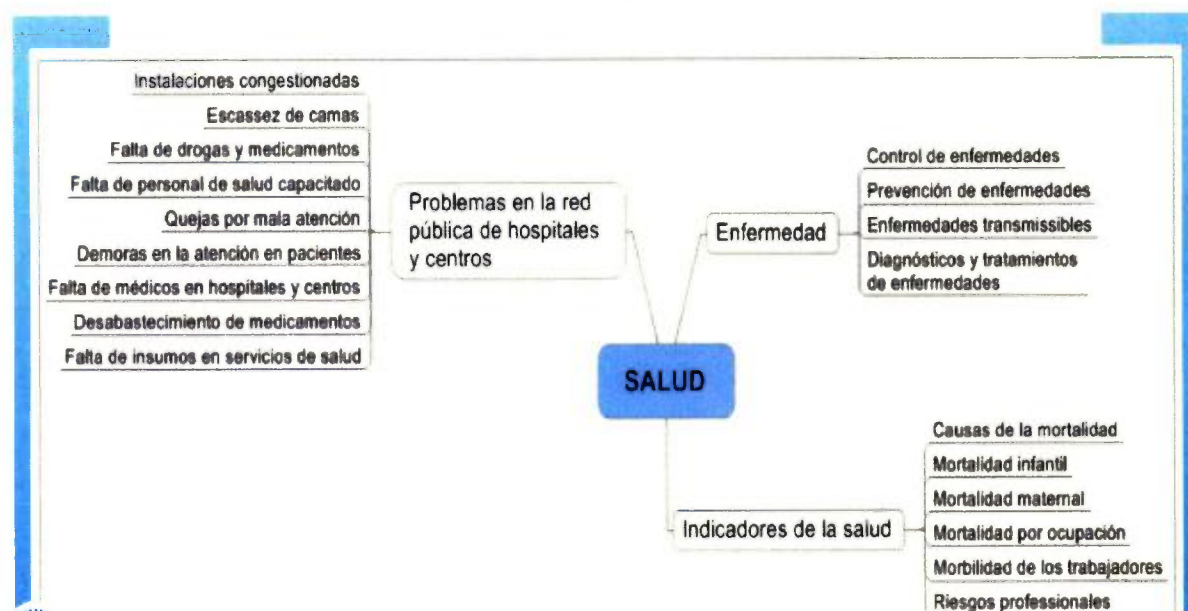 Instalaciones congestionadas
Escassez de camas
Falta de drogas y medicamentos
Falta de personal de salud capacitado
Quejas por mala atención
Demoras en la atención en pacientes
Falta de médicos en hospitales y centros
Desabastecimiento de medicamentos
Falta de insumos en servicios de salud
Problemas en la red
pública de hospitales
y centros
Enfermedad
Control de enfermedades
Prevención de enfermedades
Enfermedades transmissibles
Diagnósticos y tratamientos
de enfermedades
SALUD
Indicadores de la salud
Causas de la mortalidad
Mortalidad infantil
Mortalidad maternal
Mortalidad por ocupación
Morbilidad de los trabajadores
Riesgos professionales